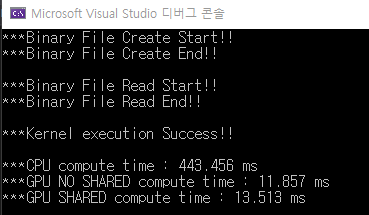 Microsoft Visual Studio 디버그 콘솔
***Binary File Create Start!!
***Binary File Create End!!
***Binary File Read Start!!
***Binary File Read End!!
***Kernel execution Success!!
***CPU compute time : 443.456 ms
***GPU NO SHARED compute time : 11.857 ms
***GPU SHARED compute time : 13.513 ms